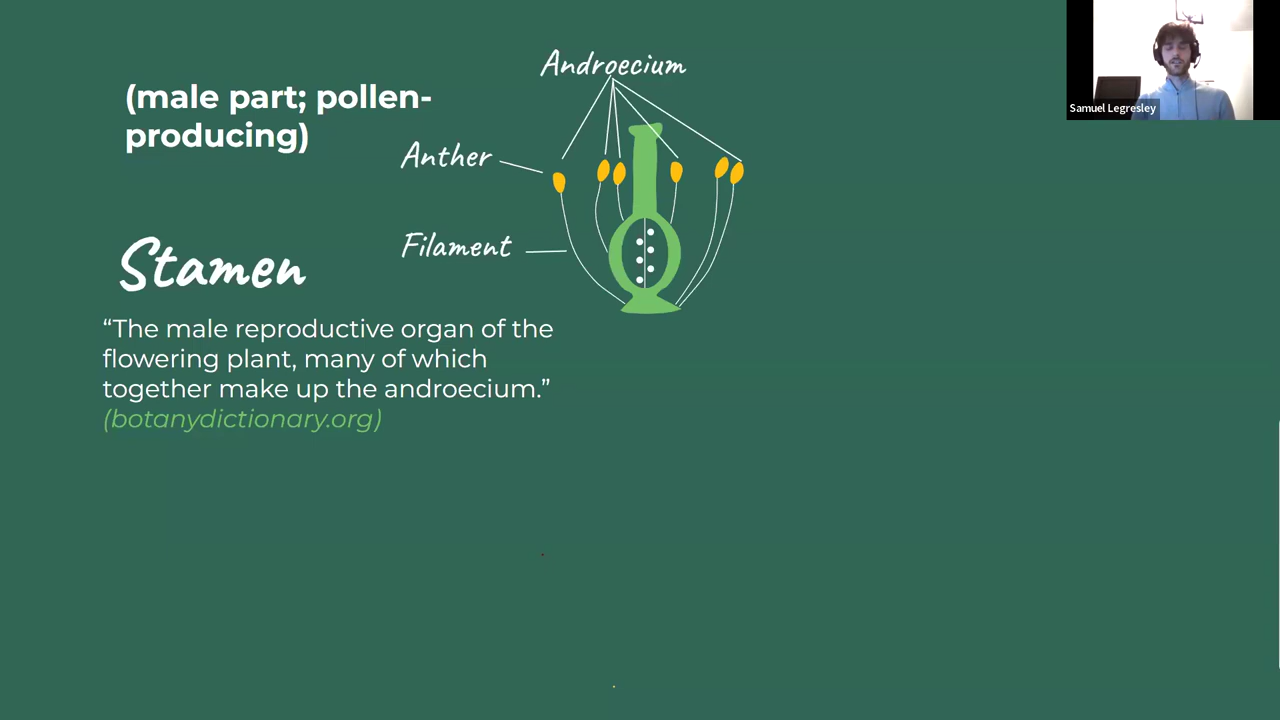 Androecium
(male part; pollen-
producing)
Anther
Filament
Stamen
“The male reproductive organ of the
flowering plant, many of which
together make up the androecium.”
(botanydictionary.org)
Samuel Legresley